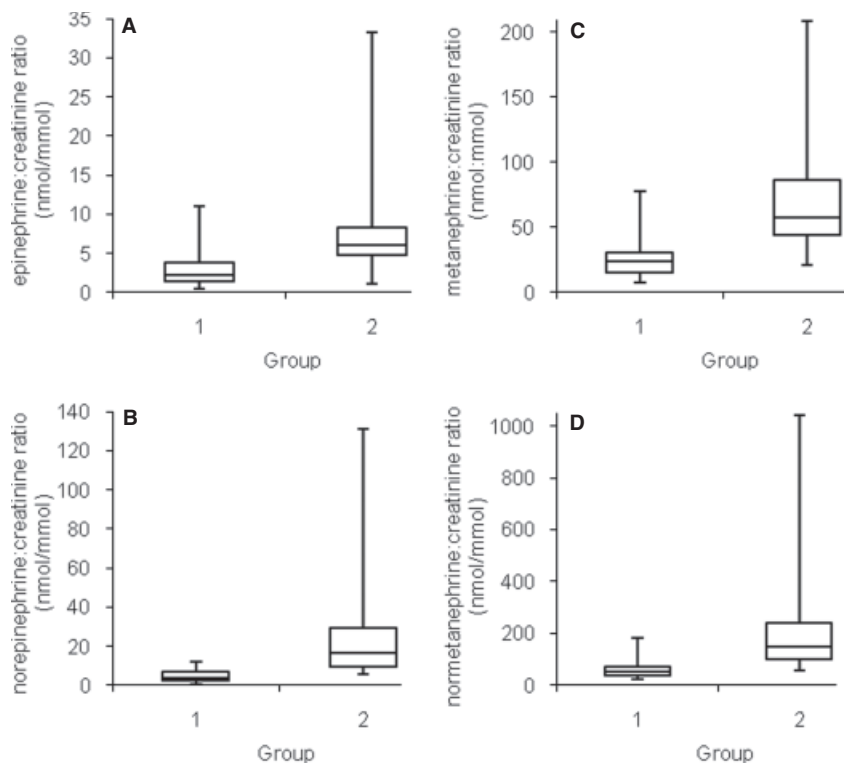 A
epinephrine:creatinine ratio
(nmol/mmol)
35
30
25
20
15
10
5
0
1
2
Group
C
metanephrine:creatinine ratio
(nmol:mmol)
200
150
100
50
0
1
2
Group
B
norepinephrine:creatinine ratio
(nmol/mmol)
140
120
100
80
60
40
20
0
1
2
Group
D
normetanephrine:creatinine ratio
(nmol/mmol)
1000
800
600
400
200
0
1
2
Group